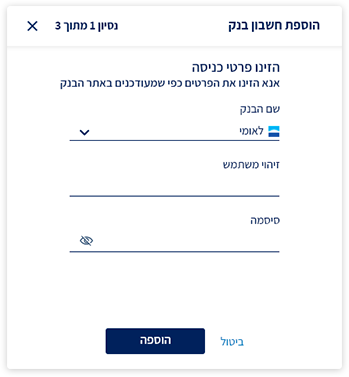 הוספת חשבון בנק
נסיון 1 מתוך 3
הזינו פרטי כניסה
אנא הזינו את הפרטים כפי שמעודכנים באתר הבנק
שם הבנק
לאומי
זיהוי משתמש
סיסמה
ביטול
הוספה